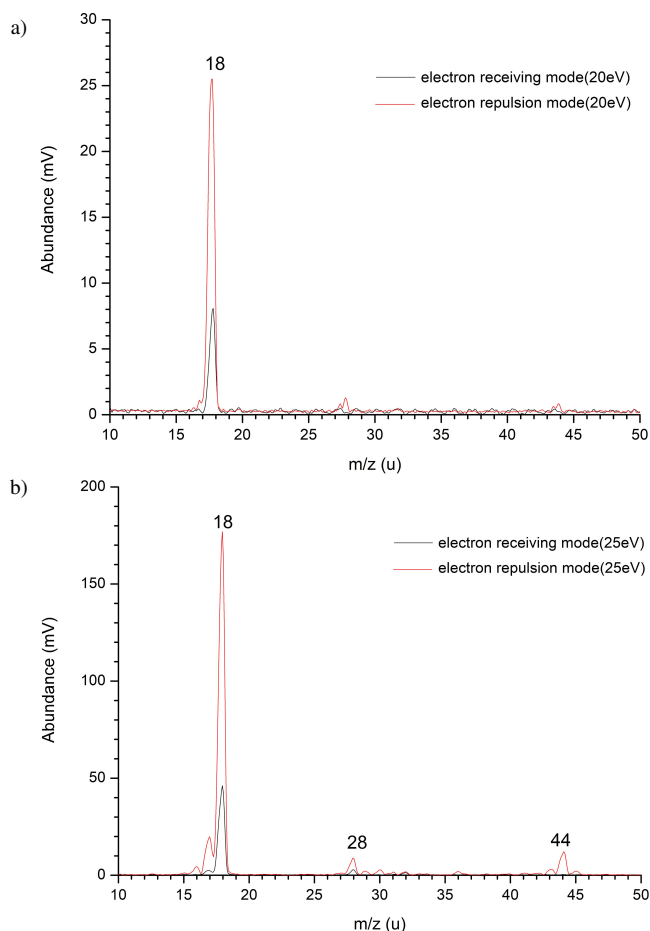 a)
30
25
20
15
10
5
0
Abundance (mV)
18
electron receiving mode(20eV)
electron repulsion mode(20eV)
10 15 20 25 30 35 40 45 50
m/z (u)
b)
200
150
100
50
0
Abundance (mV)
18
28
44
electron receiving mode(25eV)
electron repulsion mode(25eV)
10 15 20 25 30 35 40 45 50
m/z (u)